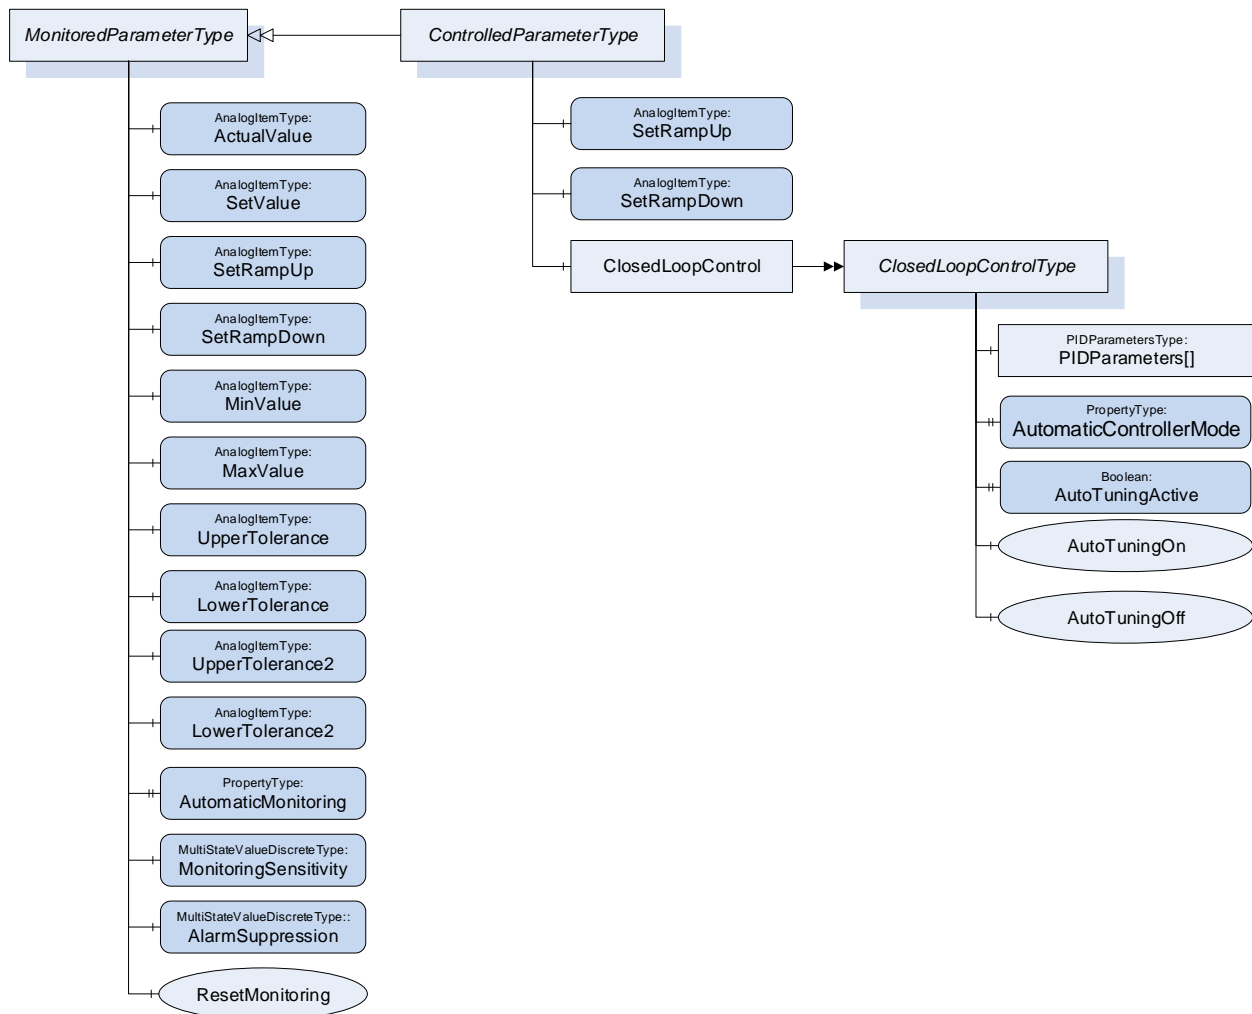 MonitoredParameterType
ControlledParameterType
AnalogItemType:
ActualValue
AnalogItemType:
SetValue
AnalogItemType:
SetRampUp
AnalogItemType:
SetRampDown
AnalogItemType:
MinValue
AnalogItemType:
MaxValue
AnalogItemType:
UpperTolerance
AnalogItemType:
LowerTolerance
AnalogItemType:
UpperTolerance2
AnalogItemType:
LowerTolerance2
PropertyType:
AutomaticMonitoring
MultiStateValueDiscreteType:
MonitoringSensitivity
MultiStateValueDiscreteType::
AlarmSuppression
ResetMonitoring
AnalogItemType:
SetRampUp
AnalogItemType:
SetRampDown
ClosedLoopControl
ClosedLoopControlType
PIDParametersType:
PIDParameters[]
PropertyType:
AutomaticControllerMode
Boolean:
AutoTuningActive
AutoTuningOn
AutoTuningOff